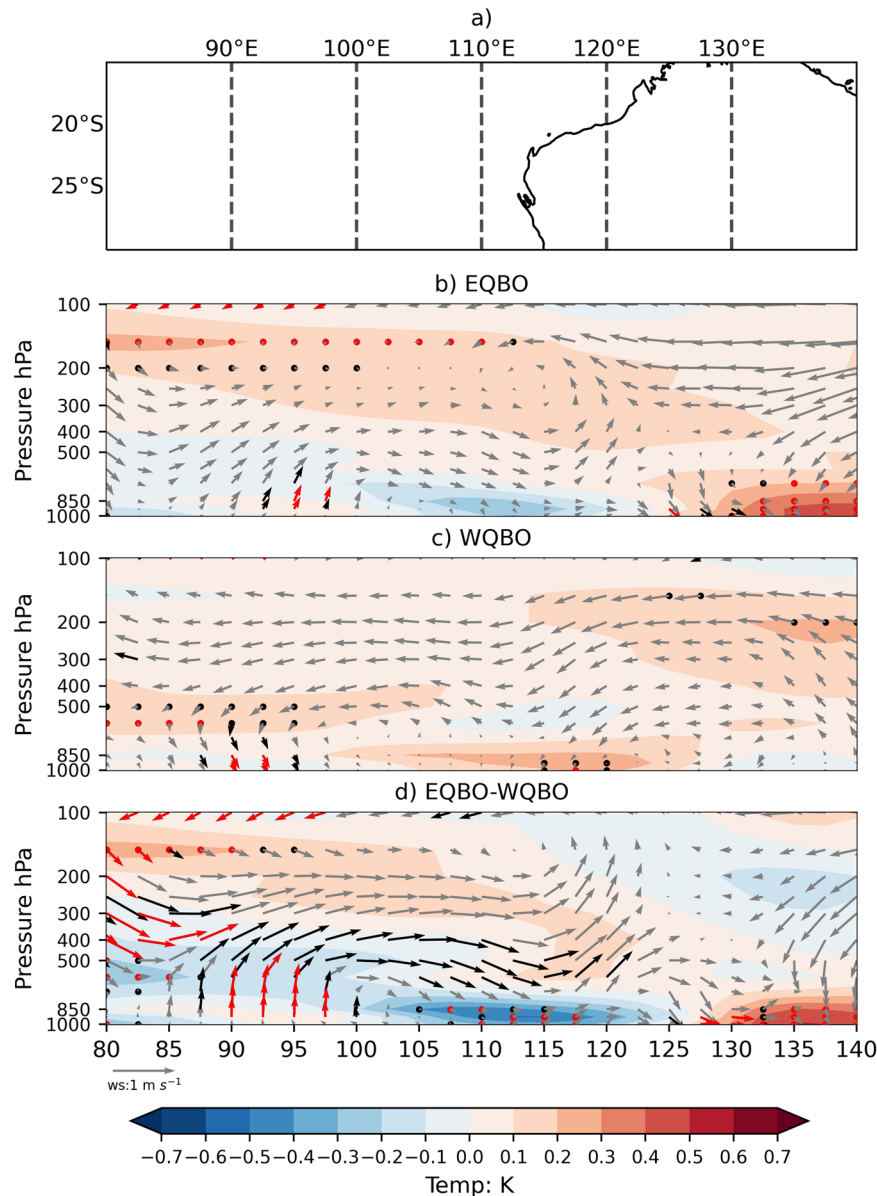 a)
90°E 100°E 110°E 120°E 130°E
20°S
25°S
b) EQBO
100
200
300
400
500
850
1000
Pressure hPa
c) WQBO
100
200
300
400
500
850
1000
Pressure hPa
d) EQBO-WQBO
100
200
300
400
500
850
1000
Pressure hPa
80 85 90 95 100 105 110 115 120 125 130 135 140
ws:1 m s⁻¹
−0.7 −0.6 −0.5 −0.4 −0.3 −0.2 −0.1 0.0 0.1 0.2 0.3 0.4 0.5 0.6 0.7
Temp: K